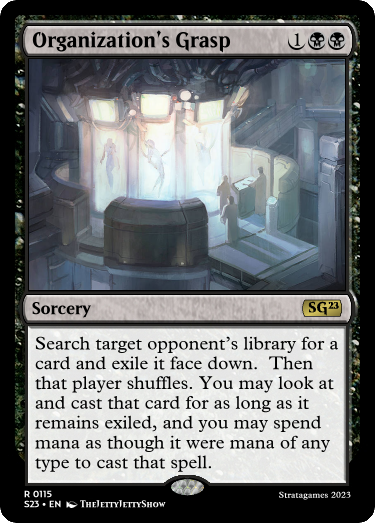 Organization's Grasp 1
Sorcery SG23
Search target opponent's library for a
card and exile it face down.  Then
that player shuffles. You may look at
and cast that card for as long as it
remains exiled, and you may spend
mana as though it were mana of any
type to cast that spell.
R 0115
S23 • EN TheJettyJettyShow
Stratagames 2023